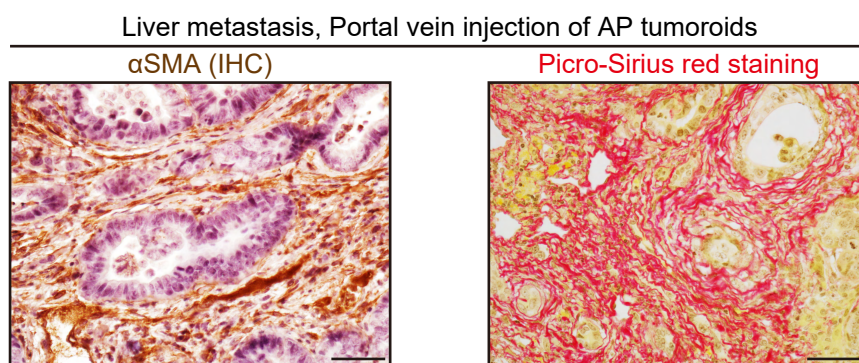 Liver metastasis, Portal vein injection of AP tumoroids
αSMA (IHC)
Picro-Sirius red staining